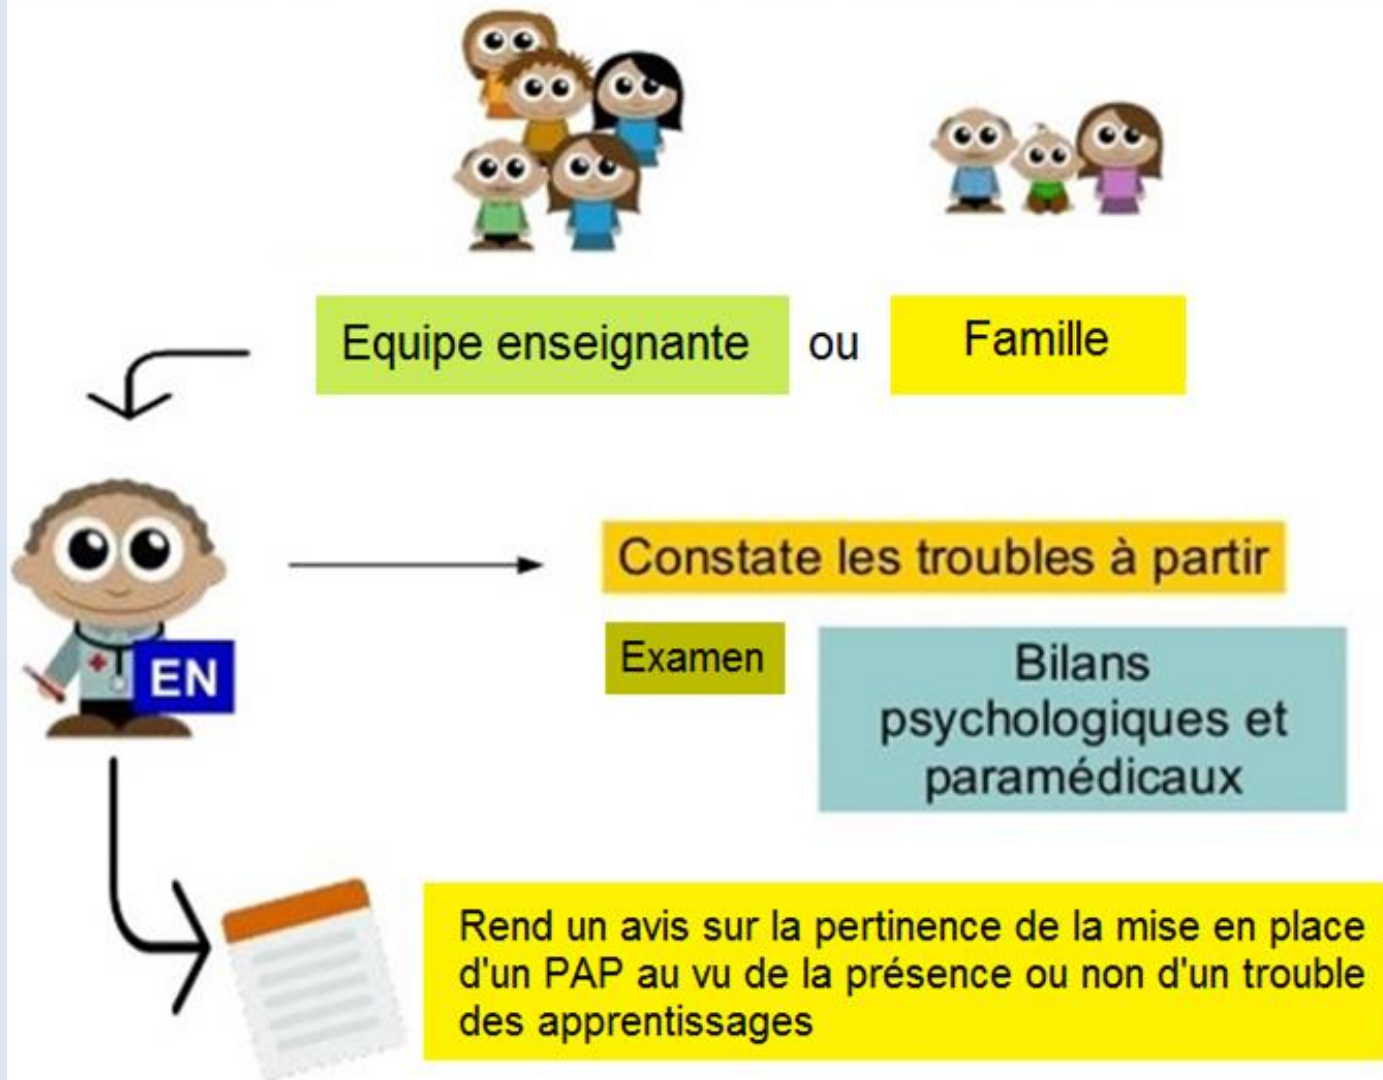 Equipe enseignante ou Famille
Constate les troubles à partir
EN
Examen
Bilans
psychologiques et
paramédicaux
Rend un avis sur la pertinence de la mise en place
d'un PAP au vu de la présence ou non d'un trouble
des apprentissages